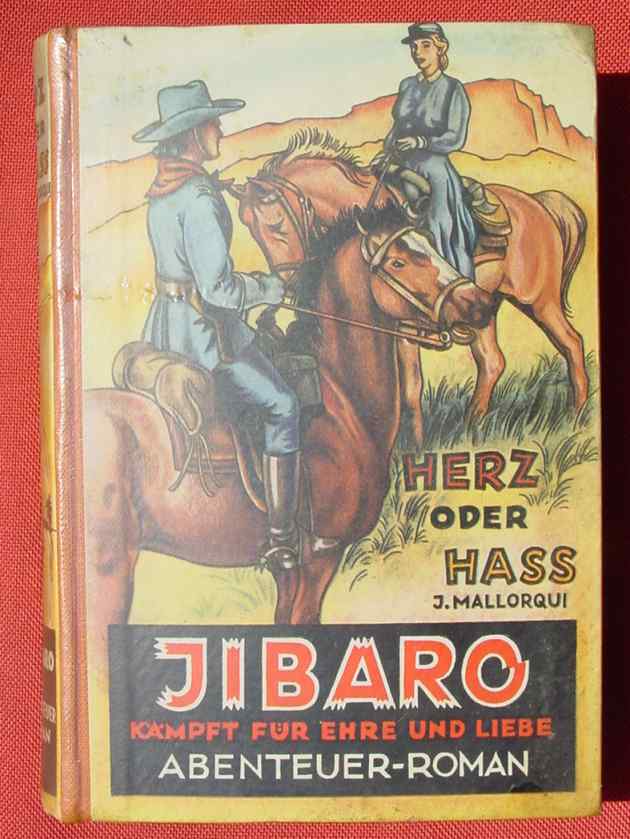 HERZ
ODER
HASS
J. MALLORQUI
JIBARO
KÄMPFT FÜR EHRE UND LIEBE
ABENTEUER-ROMAN